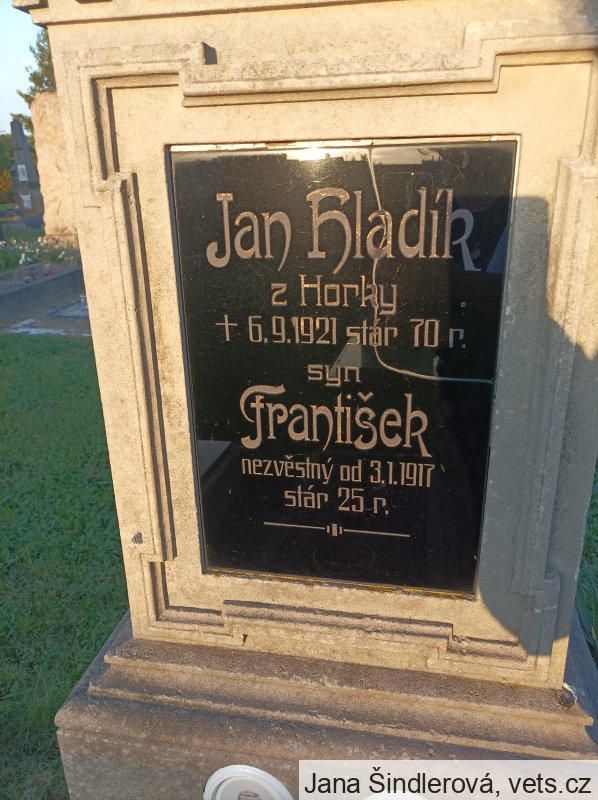 Jan Hladík
z Horky
† 6.9.1921 stár 70 r.
syn
František
nezvěstný od 3.1.1917
stár 25 r.
Jana Šindlerová, vets.cz